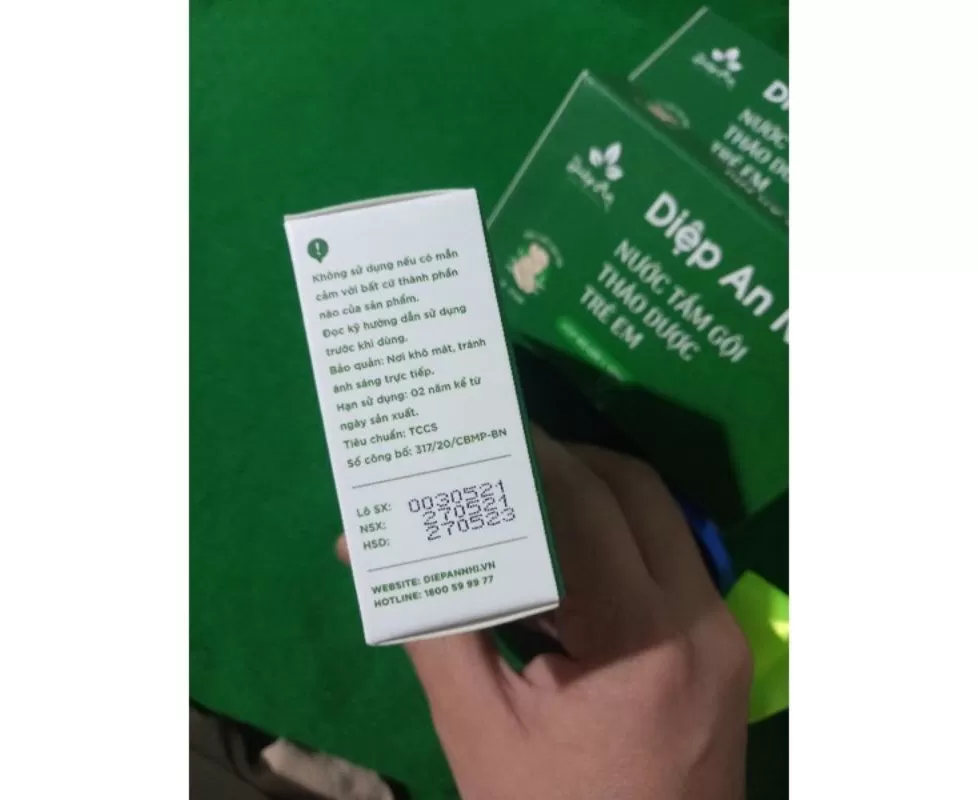 Không sử dụng nếu có mẫn
cảm với bất cứ thành phần
nào của sản phẩm.
Đọc kỹ hướng dẫn sử dụng
trước khi dùng.
Bảo quản: Nơi khô mát, tránh
ánh sáng trực tiếp.
Hạn sử dụng: 02 năm kể từ
ngày sản xuất.
Tiêu chuẩn: TCCS
Số công bố: 317/20/CBMP-BN
Lô SX: 0030521
NSX: 270521
HSD: 270523
WEBSITE: DIEPANNHI.VN
HOTLINE: 1800 59 99 77
Diệp An
NƯỚC TẮM GỘI
THẢO DƯỢC
TRẺ EM
NƯỚC
THẢO
TRẺ EM